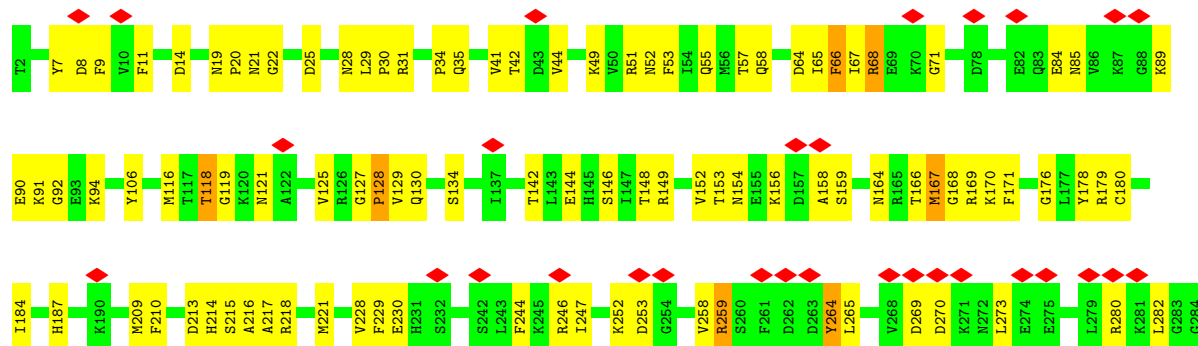 T2 Y7 D8 F9 V10 F11 D14 N19 P20 N21 G22 D25 N28 L29 P30 R31 P34 Q35 V41 T42 D43 V44 K49 V50 R51 N52 F53 I54 Q55 M56 T57 Q58 D64 I65 F66 I67 R68 E69 K70 G71 D78 E82 Q83 E84 N85 V86 K87 G88 K89
E90 K91 G92 E93 K94 Y106 M116 T117 T118 G119 K120 N121 A122 V125 R126 G127 P128 V129 Q130 S134 I137 T142 L143 E144 H145 S146 I147 T148 R149 V152 T153 N154 E155 K156 D157 A158 S159 N164 R165 T166 M167 G168 R169 K170 F171 G176 L177 Y178 R179 C180
I184 H187 K190 M209 F210 D213 H214 S215 A216 A217 R218 M221 V228 F229 E230 H231 S232 S242 L243 F244 K245 R246 I247 K252 D253 G254 V258 R259 S260 F261 D262 D263 Y264 L265 V268 D269 D270 K271 N272 L273 E274 E275 L279 R280 K281 L282 G283 G284